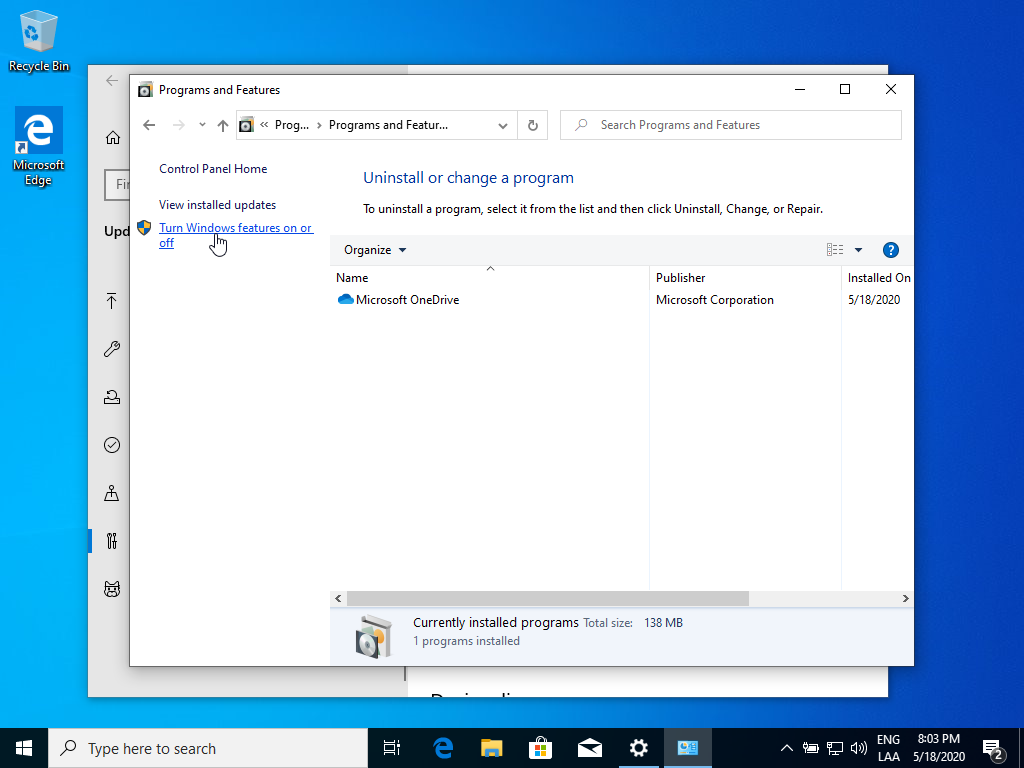 Recycle Bin
Microsoft
Edge
Programs and Features
« Prog... › Programs and Featur...
Search Programs and Features
Fin
Upd
Control Panel Home
View installed updates
Turn Windows features on or
off
Uninstall or change a program
To uninstall a program, select it from the list and then click Uninstall, Change, or Repair.
Organize
Name Publisher Installed On
Microsoft OneDrive Microsoft Corporation 5/18/2020
Currently installed programs Total size: 138 MB
1 programs installed
Type here to search
ENG
LAA
8:03 PM
5/18/2020
2